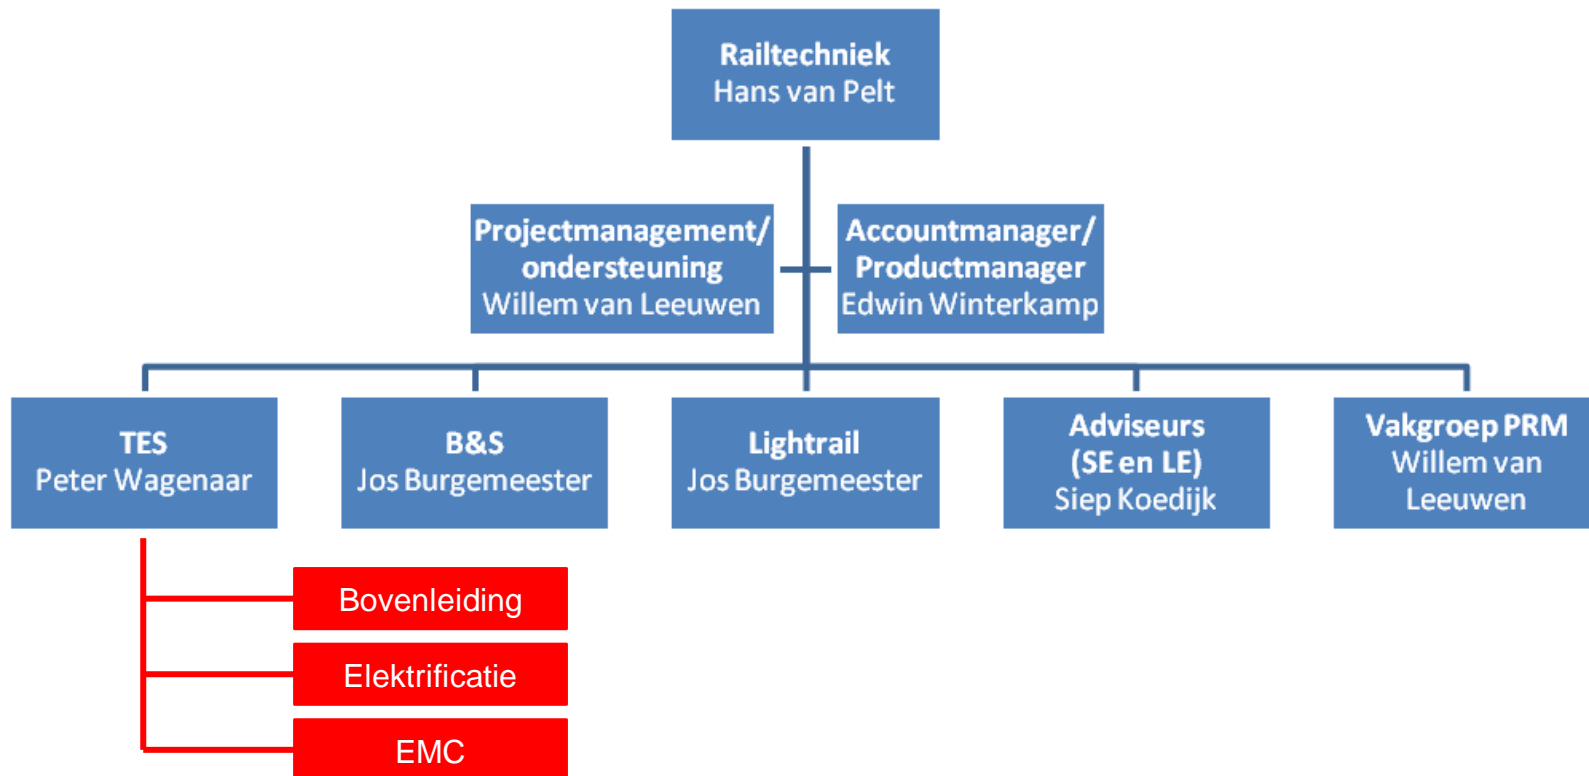 Railtechniek
Hans van Pelt
Projectmanagement/
ondersteuning
Willem van Leeuwen
Accountmanager/
Productmanager
Edwin Winterkamp
TES
Peter Wagenaar
B&S
Jos Burgemeester
Lightrail
Jos Burgemeester
Adviseurs
(SE en LE)
Siep Koedijk
Vakgroep PRM
Willem van
Leeuwen
Bovenleiding
Elektrificatie
EMC